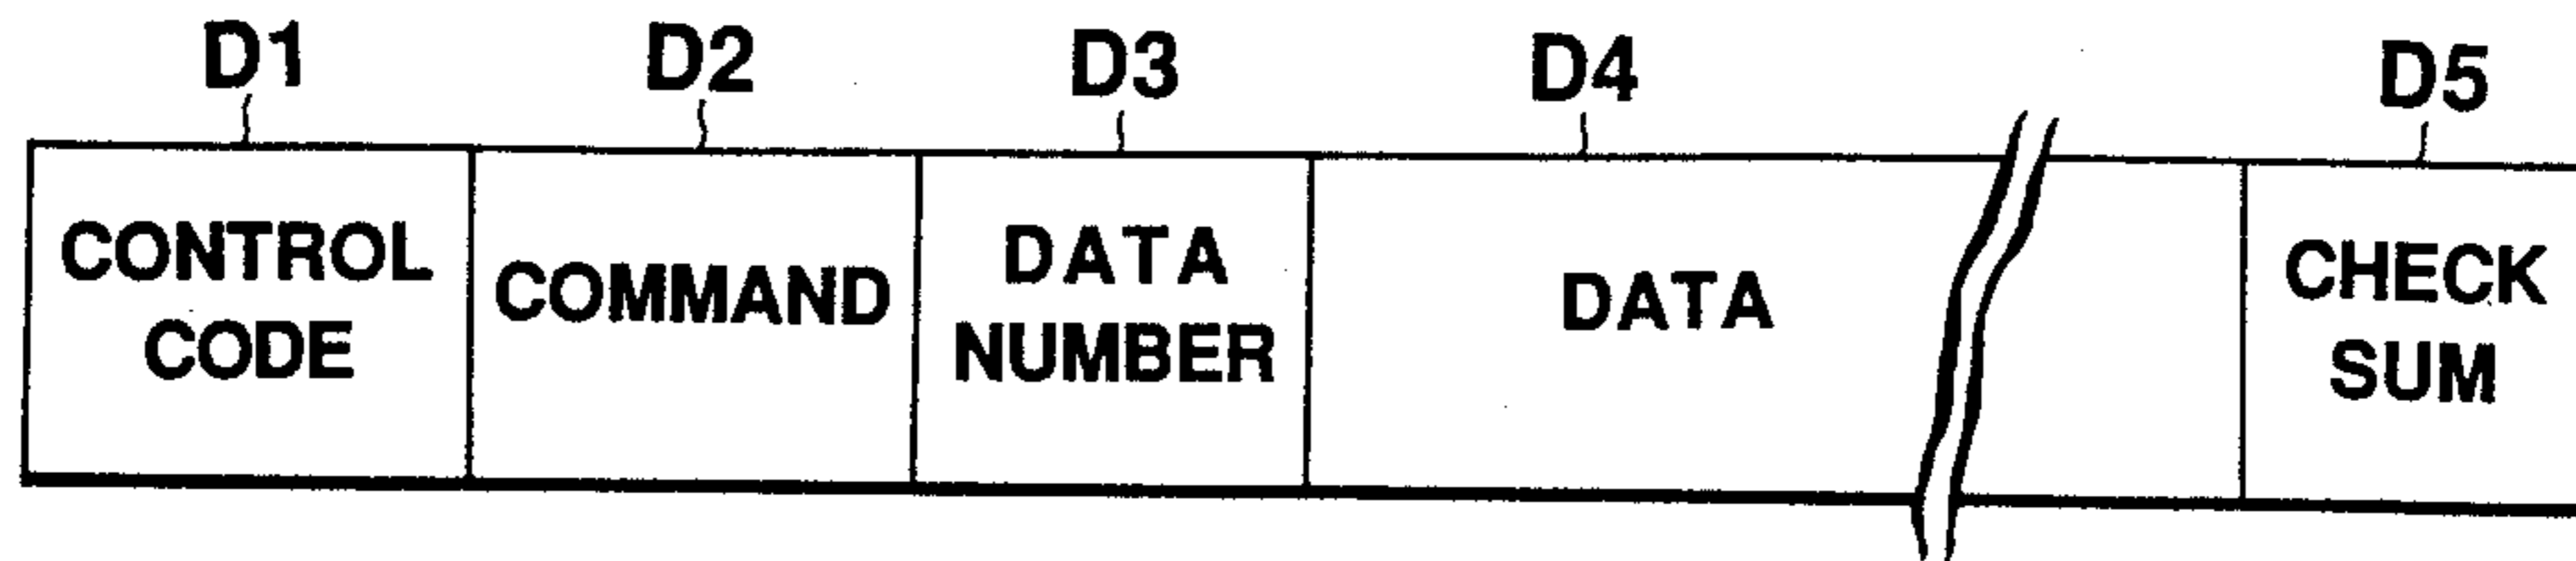 D1 D2 D3 D4 D5
CONTROL
CODE
COMMAND
DATA
NUMBER
DATA
CHECK
SUM